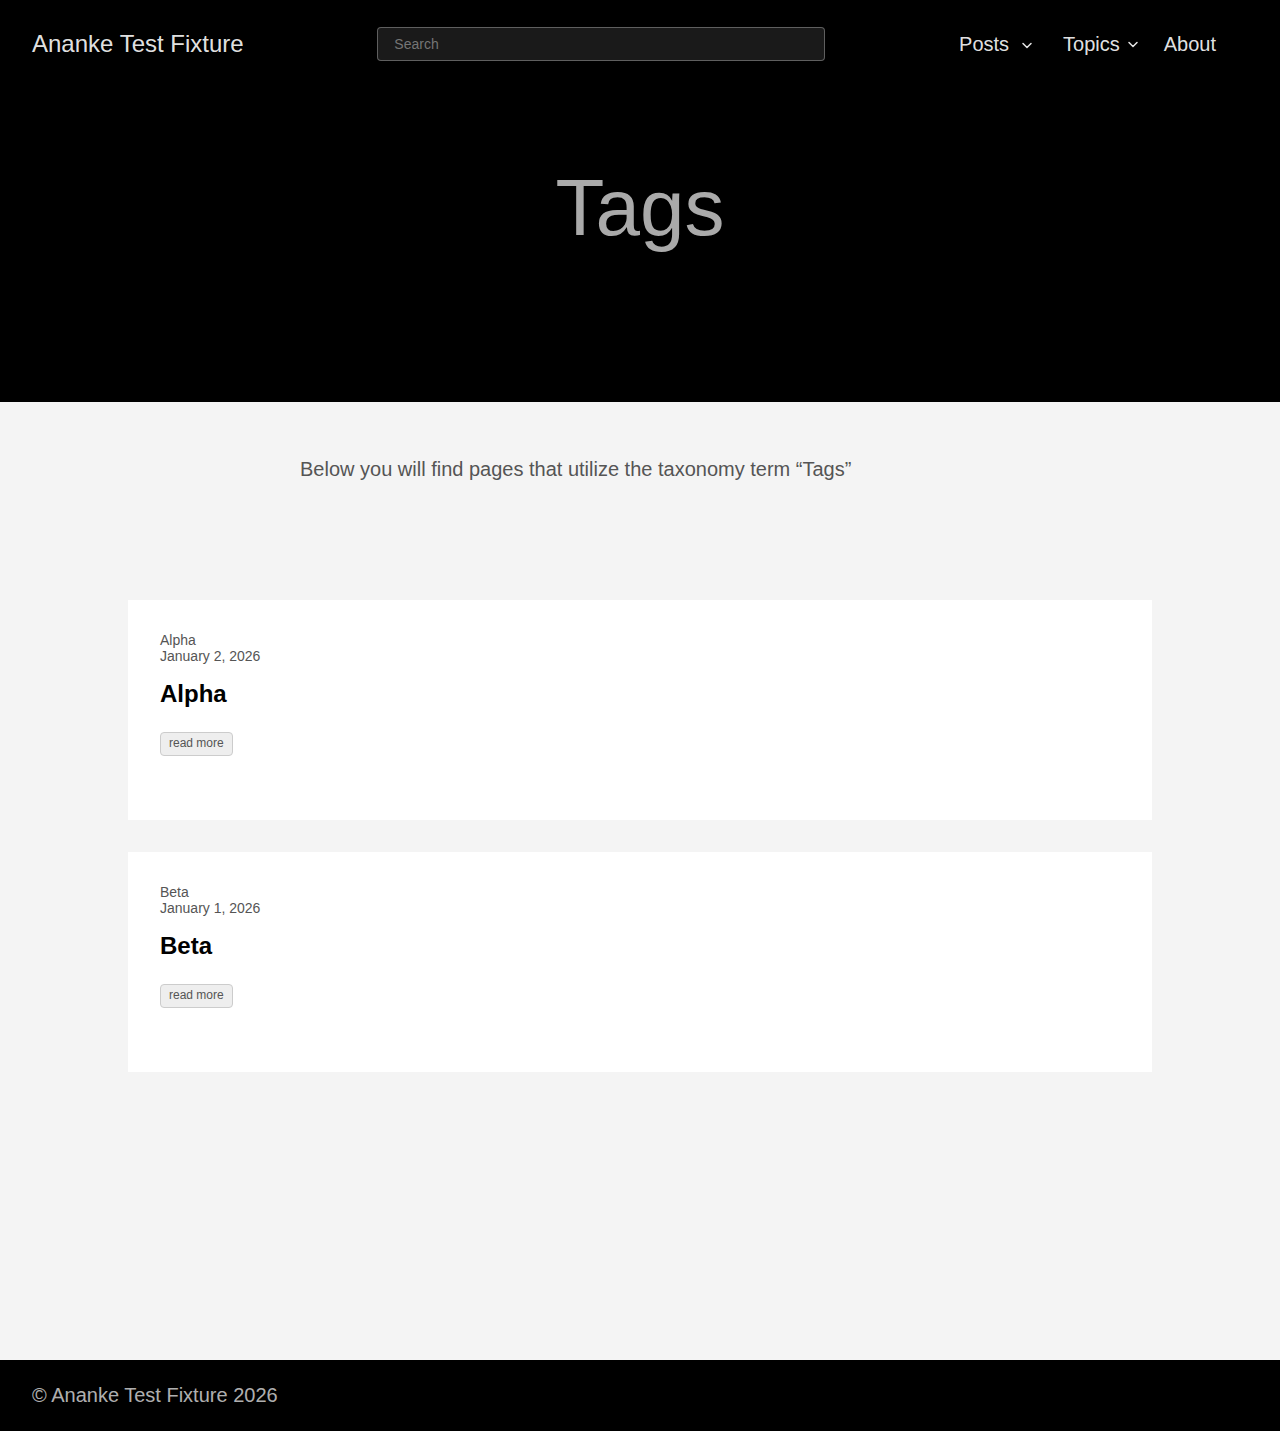 Ananke Test Fixture
Search
Posts
Topics
About
Tags
Below you will find pages that utilize the taxonomy term “Tags”
Alpha
January 2, 2026
Alpha
read more
Beta
January 1, 2026
Beta
read more
© Ananke Test Fixture 2026